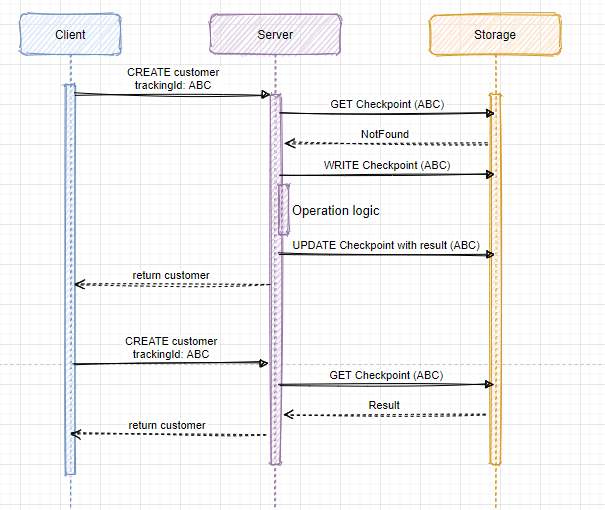 Client
Server
Storage
CREATE customer
trackingId: ABC
GET Checkpoint (ABC)
NotFound
WRITE Checkpoint (ABC)
Operation logic
UPDATE Checkpoint with result (ABC)
return customer
CREATE customer
trackingId: ABC
GET Checkpoint (ABC)
Result
return customer